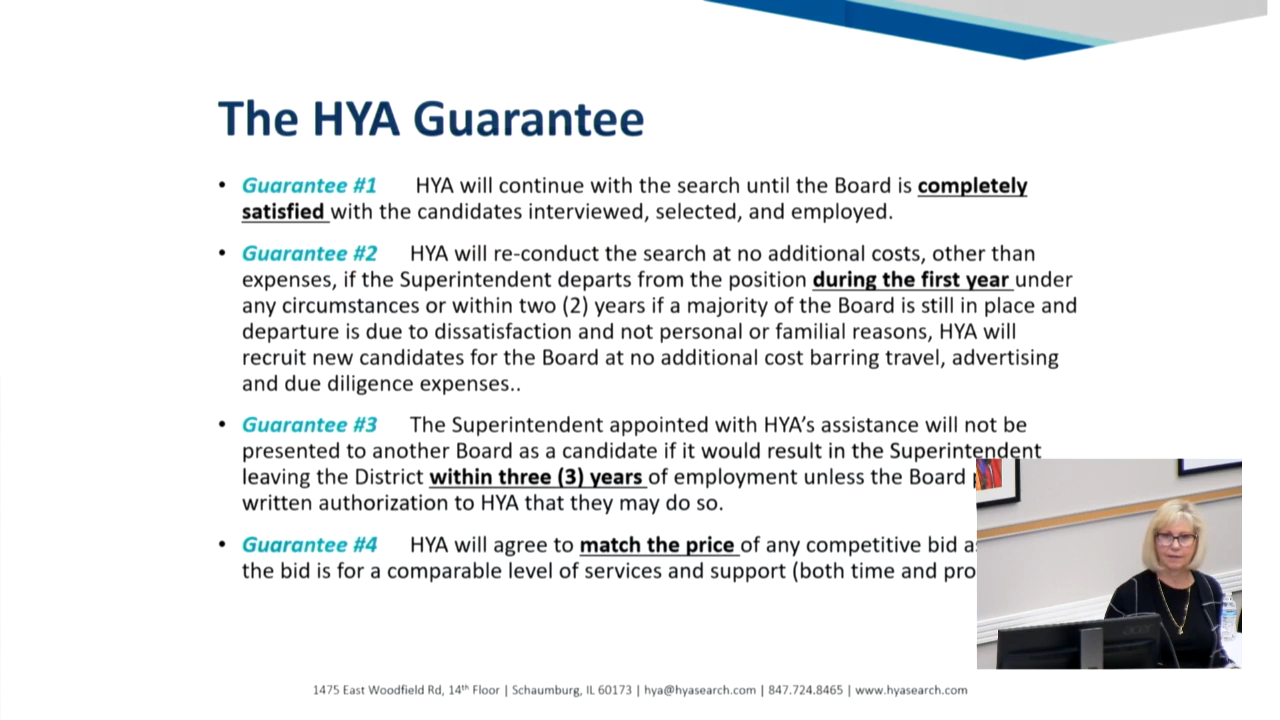 The HYA Guarantee
• Guarantee #1 HYA will continue with the search until the Board is completely
satisfied with the candidates interviewed, selected, and employed.
• Guarantee #2 HYA will re-conduct the search at no additional costs, other than
expenses, if the Superintendent departs from the position during the first year under
any circumstances or within two (2) years if a majority of the Board is still in place and
departure is due to dissatisfaction and not personal or familial reasons, HYA will
recruit new candidates for the Board at no additional cost barring travel, advertising
and due diligence expenses..
• Guarantee #3 The Superintendent appointed with HYA’s assistance will not be
presented to another Board as a candidate if it would result in the Superintendent
leaving the District within three (3) years of employment unless the Board
written authorization to HYA that they may do so.
• Guarantee #4 HYA will agree to match the price of any competitive bid
the bid is for a comparable level of services and support (both time and pro
acer
1475 East Woodfield Rd, 14th Floor | Schaumburg, IL 60173 | hya@hyasearch.com | 847.724.8465 | www.hyasearch.com